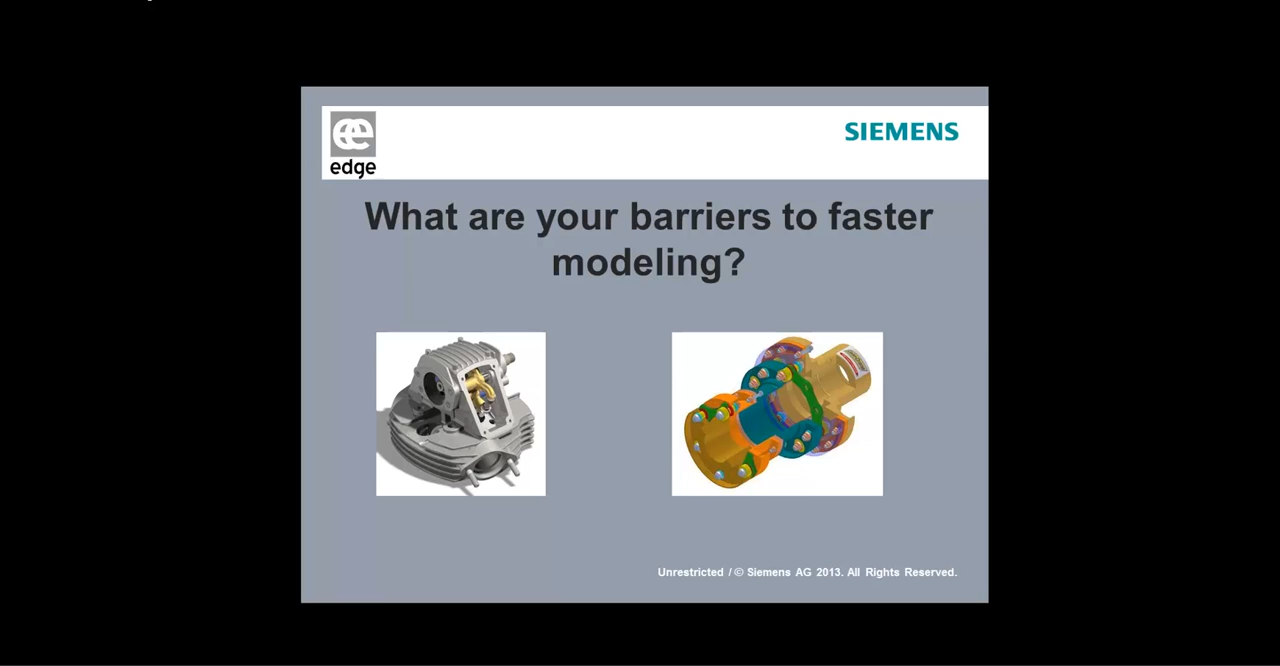 SIEMENS
edge
What are your barriers to faster
modeling?
Unrestricted / © Siemens AG 2013. All Rights Reserved.